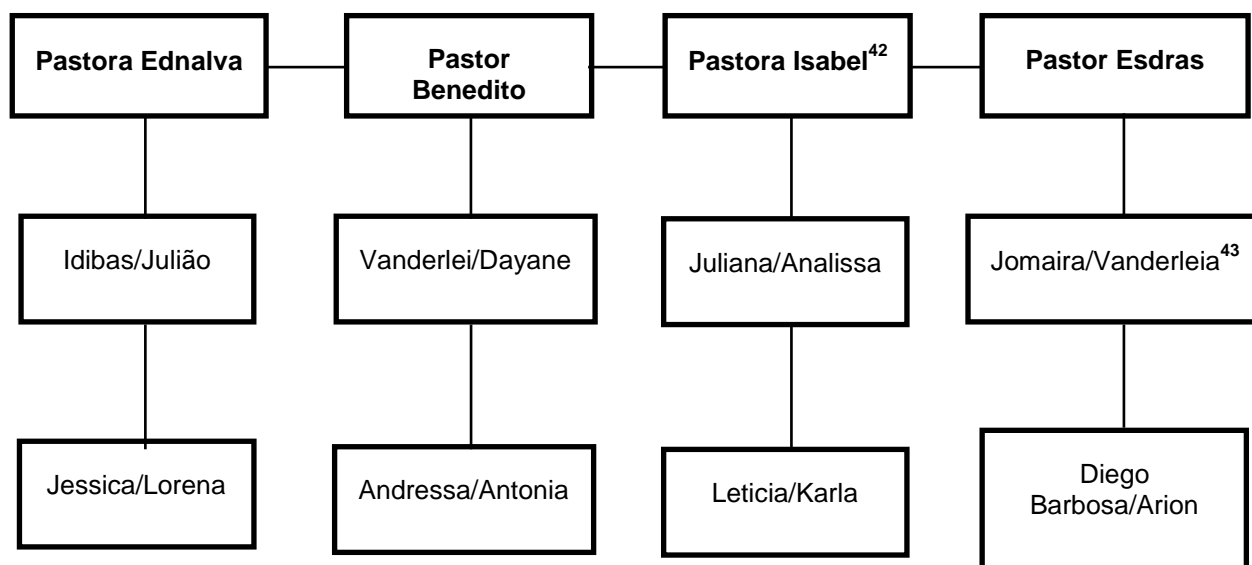 Pastora Ednalva
Pastor
Benedito
Pastora Isabel42
Pastor Esdras
Idibas/Julião
Vanderlei/Dayane
Juliana/Analissa
Jomaira/Vanderleia43
Jessica/Lorena
Andressa/Antonia
Leticia/Karla
Diego
Barbosa/Arion